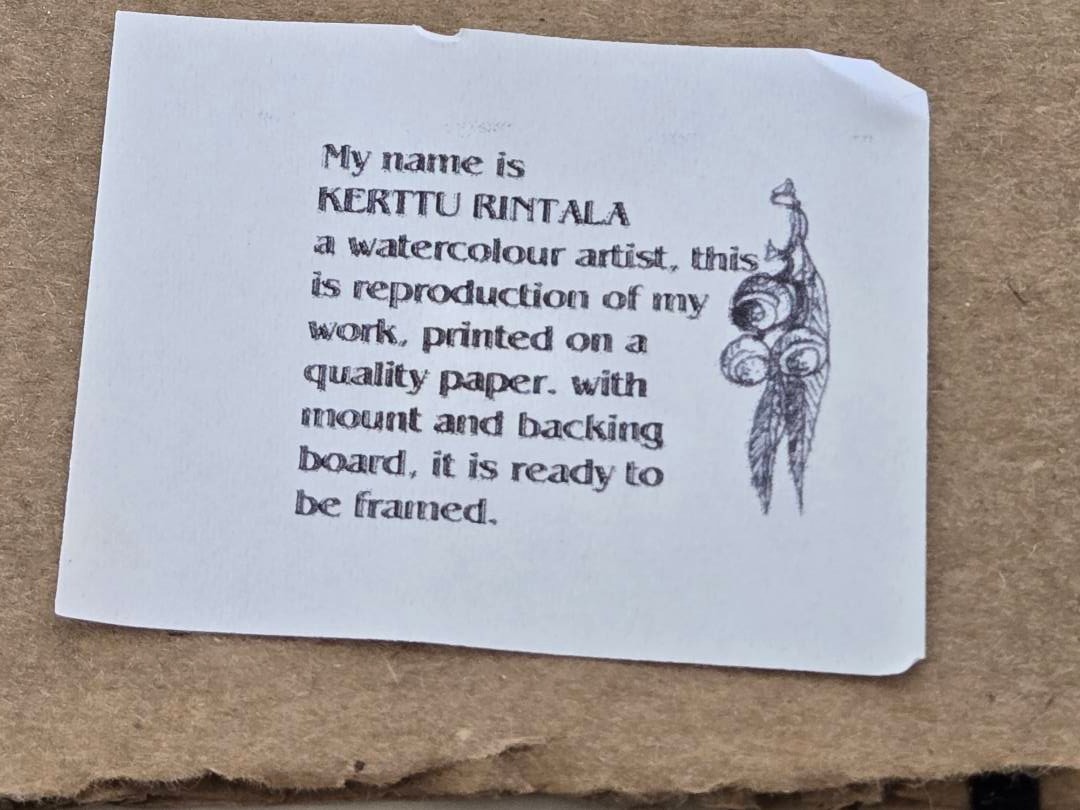 My name is
KERTTU RINTALA
a watercolour artist, this
is reproduction of my
work, printed on a
quality paper. with
mount and backing
board, it is ready to
be framed.